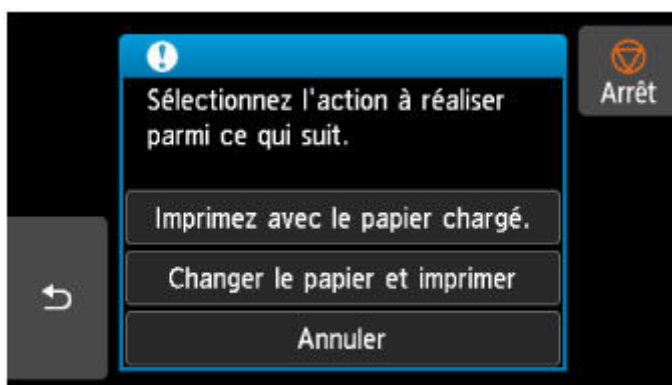 Sélectionnez l'action à réaliser
parmi ce qui suit.
Imprimez avec le papier chargé.
Changer le papier et imprimer
Annuler
Arrêt